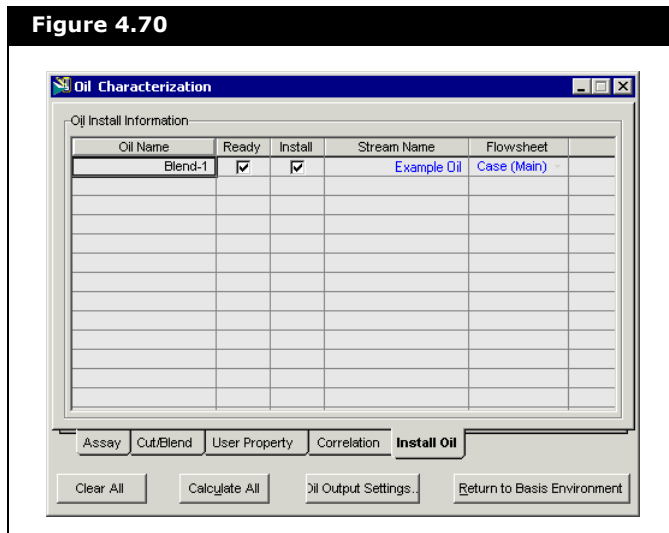 Figure 4.70
Oil Characterization
Oil Install Information
Oil Name Ready Install Stream Name Flowsheet
Blend-1 Example Oil Case (Main)
Assay Cut/Blend User Property Correlation Install Oil
Clear All Calculate All Oil Output Settings.. Return to Basis Environment